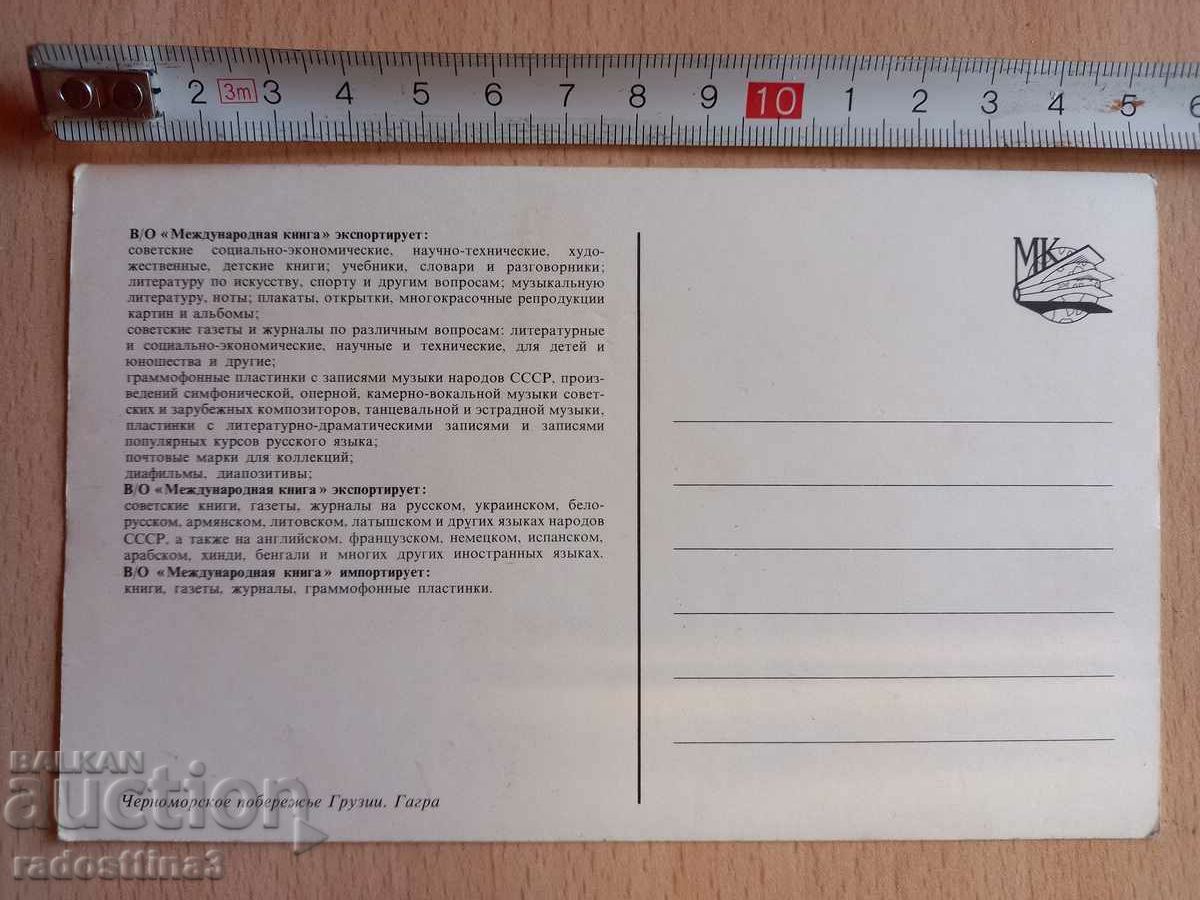 2 3m 3 4 5 6 7 8 9 10 1 2 3 4 5 6
В/О «Международная книга» экспортирует:
советские социально-экономические, научно-технические, худо-
жественные, детские книги; учебники, словари и разговорники;
литературу по искусству, спорту и другим вопросам; музыкальную
литературу, ноты; плакаты, открытки, многокрасочные репродукции
картин и альбомы;
советские газеты и журналы по различным вопросам: литературные
и социально-экономические, научные и технические, для детей и
юношества и другие;
граммофонные пластинки с записями музыки народов СССР, произ-
ведений симфонической, оперной, камерно-вокальной музыки совет-
ских и зарубежных композиторов, танцевальной и эстрадной музыки,
пластинки с литературно-драматическими записями и записями
популярных курсов русского языка;
почтовые марки для коллекций;
диафильмы, диапозитивы;
В/О «Международная книга» экспортирует:
советские книги, газеты, журналы на русском, украинском, бело-
русском, армянском, литовском, латышском и других языках народов
СССР, а также на английском, французском, немецком, испанском,
арабском, хинди, бенгали и многих других иностранных языках.
В/О «Международная книга» импортирует:
книги, газеты, журналы, граммофонные пластинки.
Черноморское побережье Грузии. Гагра
МК
BALKAN
auction
radosttina3